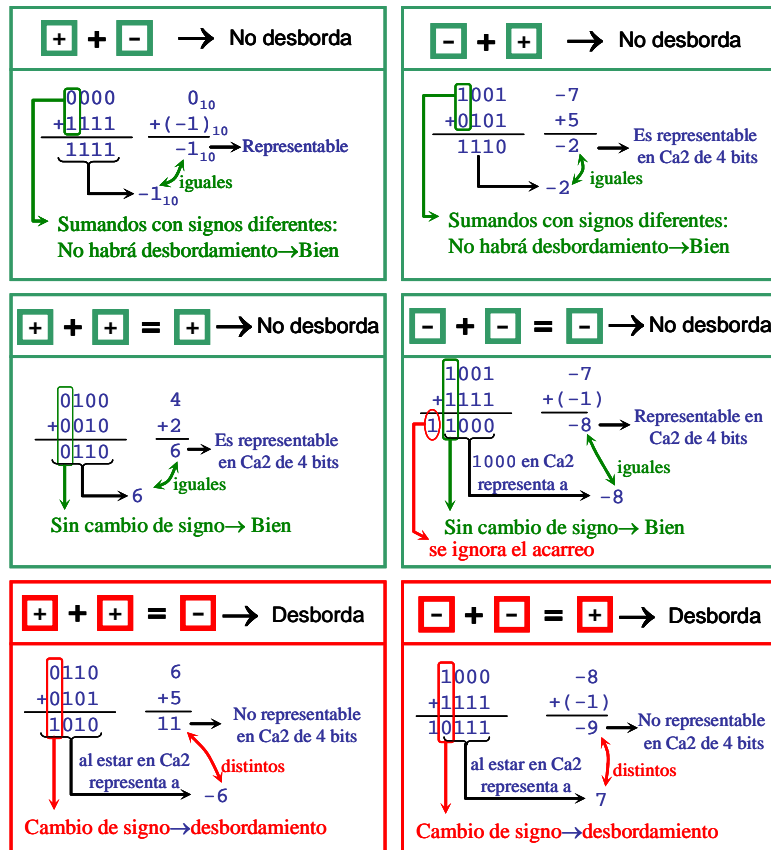 + + - → No desborda
0000 0₁₀
+1111 +(-1)₁₀
1111 -1₁₀ → Representable
iguales
-1₁₀
Sumandos con signos diferentes:
No habrá desbordamiento→Bien
- + + → No desborda
1001 -7
+0101 +5
1110 -2 → Es representable
en Ca2 de 4 bits
iguales
-2
Sumandos con signos diferentes:
No habrá desbordamiento→Bien
+ + + = + → No desborda
0100 4
+0010 +2
0110 6 → Es representable
en Ca2 de 4 bits
iguales
6
Sin cambio de signo→ Bien
- + - = - → No desborda
1001 -7
+1111 +(-1)
1 1000 -8 → Representable en
Ca2 de 4 bits
1000 en Ca2
representa a
iguales
-8
Sin cambio de signo→ Bien
se ignora el acarreo
+ + + = - → Desborda
0110 6
+0101 +5
1010 11 → No representable
en Ca2 de 4 bits
al estar en Ca2
representa a
distintos
-6
Cambio de signo→desbordamiento
- + - = + → Desborda
1000 -8
+1111 +(-1)
10111 -9 → No representable
en Ca2 de 4 bits
al estar en Ca2
representa a
distintos
7
Cambio de signo→desbordamiento